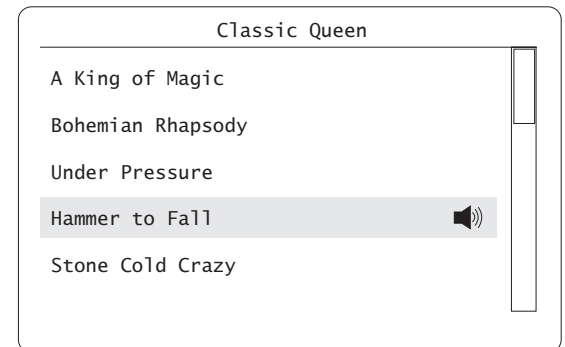 Classic Queen
A King of Magic
Bohemian Rhapsody
Under Pressure
Hammer to Fall
Stone Cold Crazy